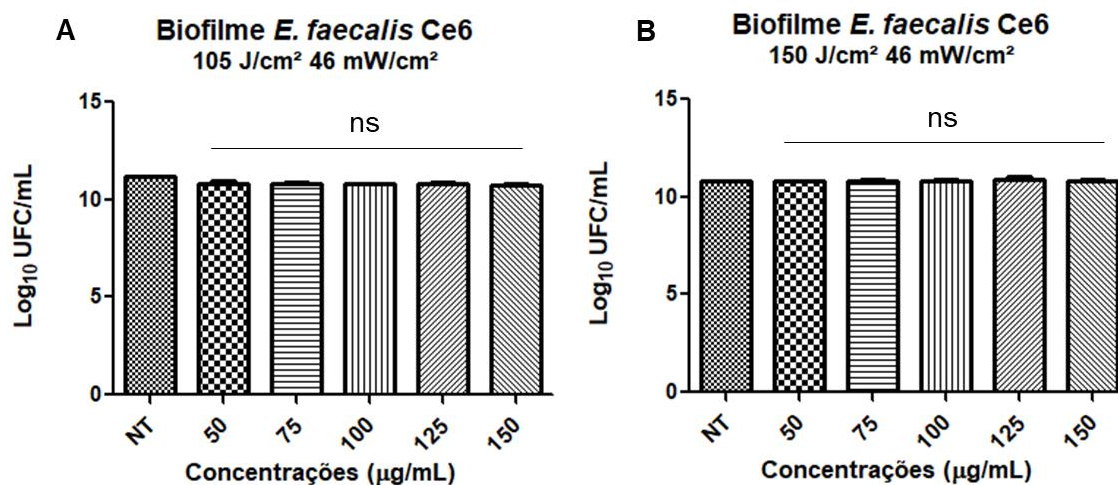 A
Biofilme E. faecalis Ce6
105 J/cm² 46 mW/cm²
15
10
5
0
Log10 UFC/mL
ns
NT
50
75
100
125
150
Concentrações (µg/mL)
B
Biofilme E. faecalis Ce6
150 J/cm² 46 mW/cm²
15
10
5
0
Log10 UFC/mL
ns
NT
50
75
100
125
150
Concentrações (µg/mL)